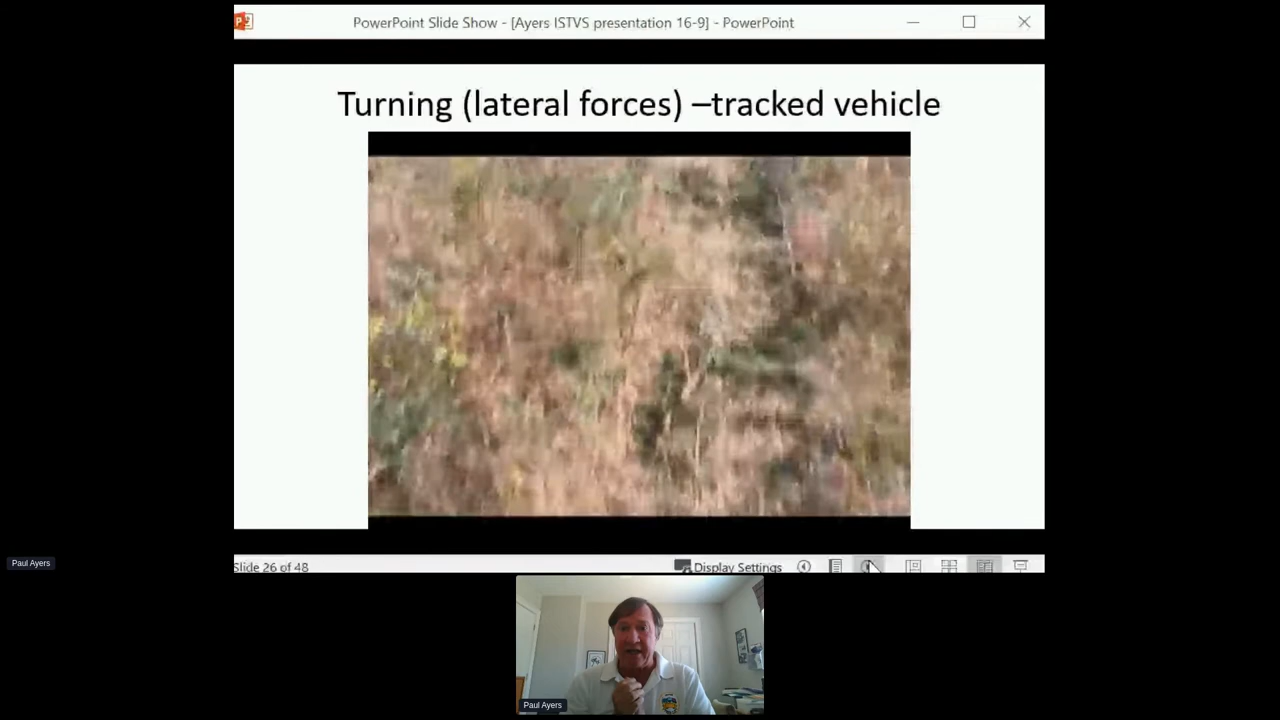 PowerPoint Slide Show - [Ayers ISTVS presentation 16-9] - PowerPoint
Turning (lateral forces) –tracked vehicle
Paul Ayers
Slide 26 of 48
Display Settings
Paul Ayers